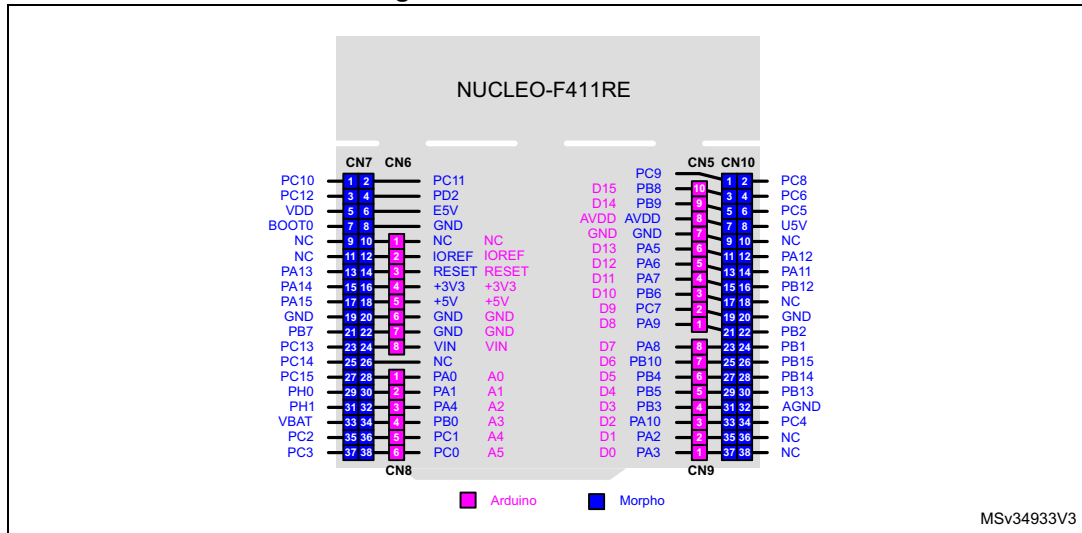 NUCLEO-F411RE
CN7 CN6 CN5 CN10
PC9
PC10 1 2 PC11 1 2 PC8
PC12 3 4 PD2 D15 PB8 10 3 4 PC6
VDD 5 6 E5V D14 PB9 9 5 6 PC5
BOOT0 7 8 GND AVDD AVDD 8 7 8 U5V
NC 9 10 1 NC NC GND GND 7 9 10 NC
NC 11 12 2 IOREF IOREF D13 PA5 6 11 12 PA12
PA13 13 14 3 RESET RESET D12 PA6 5 13 14 PA11
PA14 15 16 4 +3V3 +3V3 D11 PA7 4 15 16 PB12
PA15 17 18 5 +5V +5V D10 PB6 3 17 18 NC
GND 19 20 6 GND GND D9 PC7 2 19 20 GND
PB7 21 22 7 GND GND D8 PA9 1 21 22 PB2
PC13 23 24 8 VIN VIN D7 PA8 8 23 24 PB1
PC14 25 26 NC D6 PB10 7 25 26 PB15
PC15 27 28 1 PA0 A0 D5 PB4 6 27 28 PB14
PH0 29 30 2 PA1 A1 D4 PB5 5 29 30 PB13
PH1 31 32 3 PA4 A2 D3 PB3 4 31 32 AGND
VBAT 33 34 4 PB0 A3 D2 PA10 3 33 34 PC4
PC2 35 36 5 PC1 A4 D1 PA2 2 35 36 NC
PC3 37 38 6 PC0 A5 D0 PA3 1 37 38 NC
CN8 CN9
Arduino Morpho
MSv34933V3